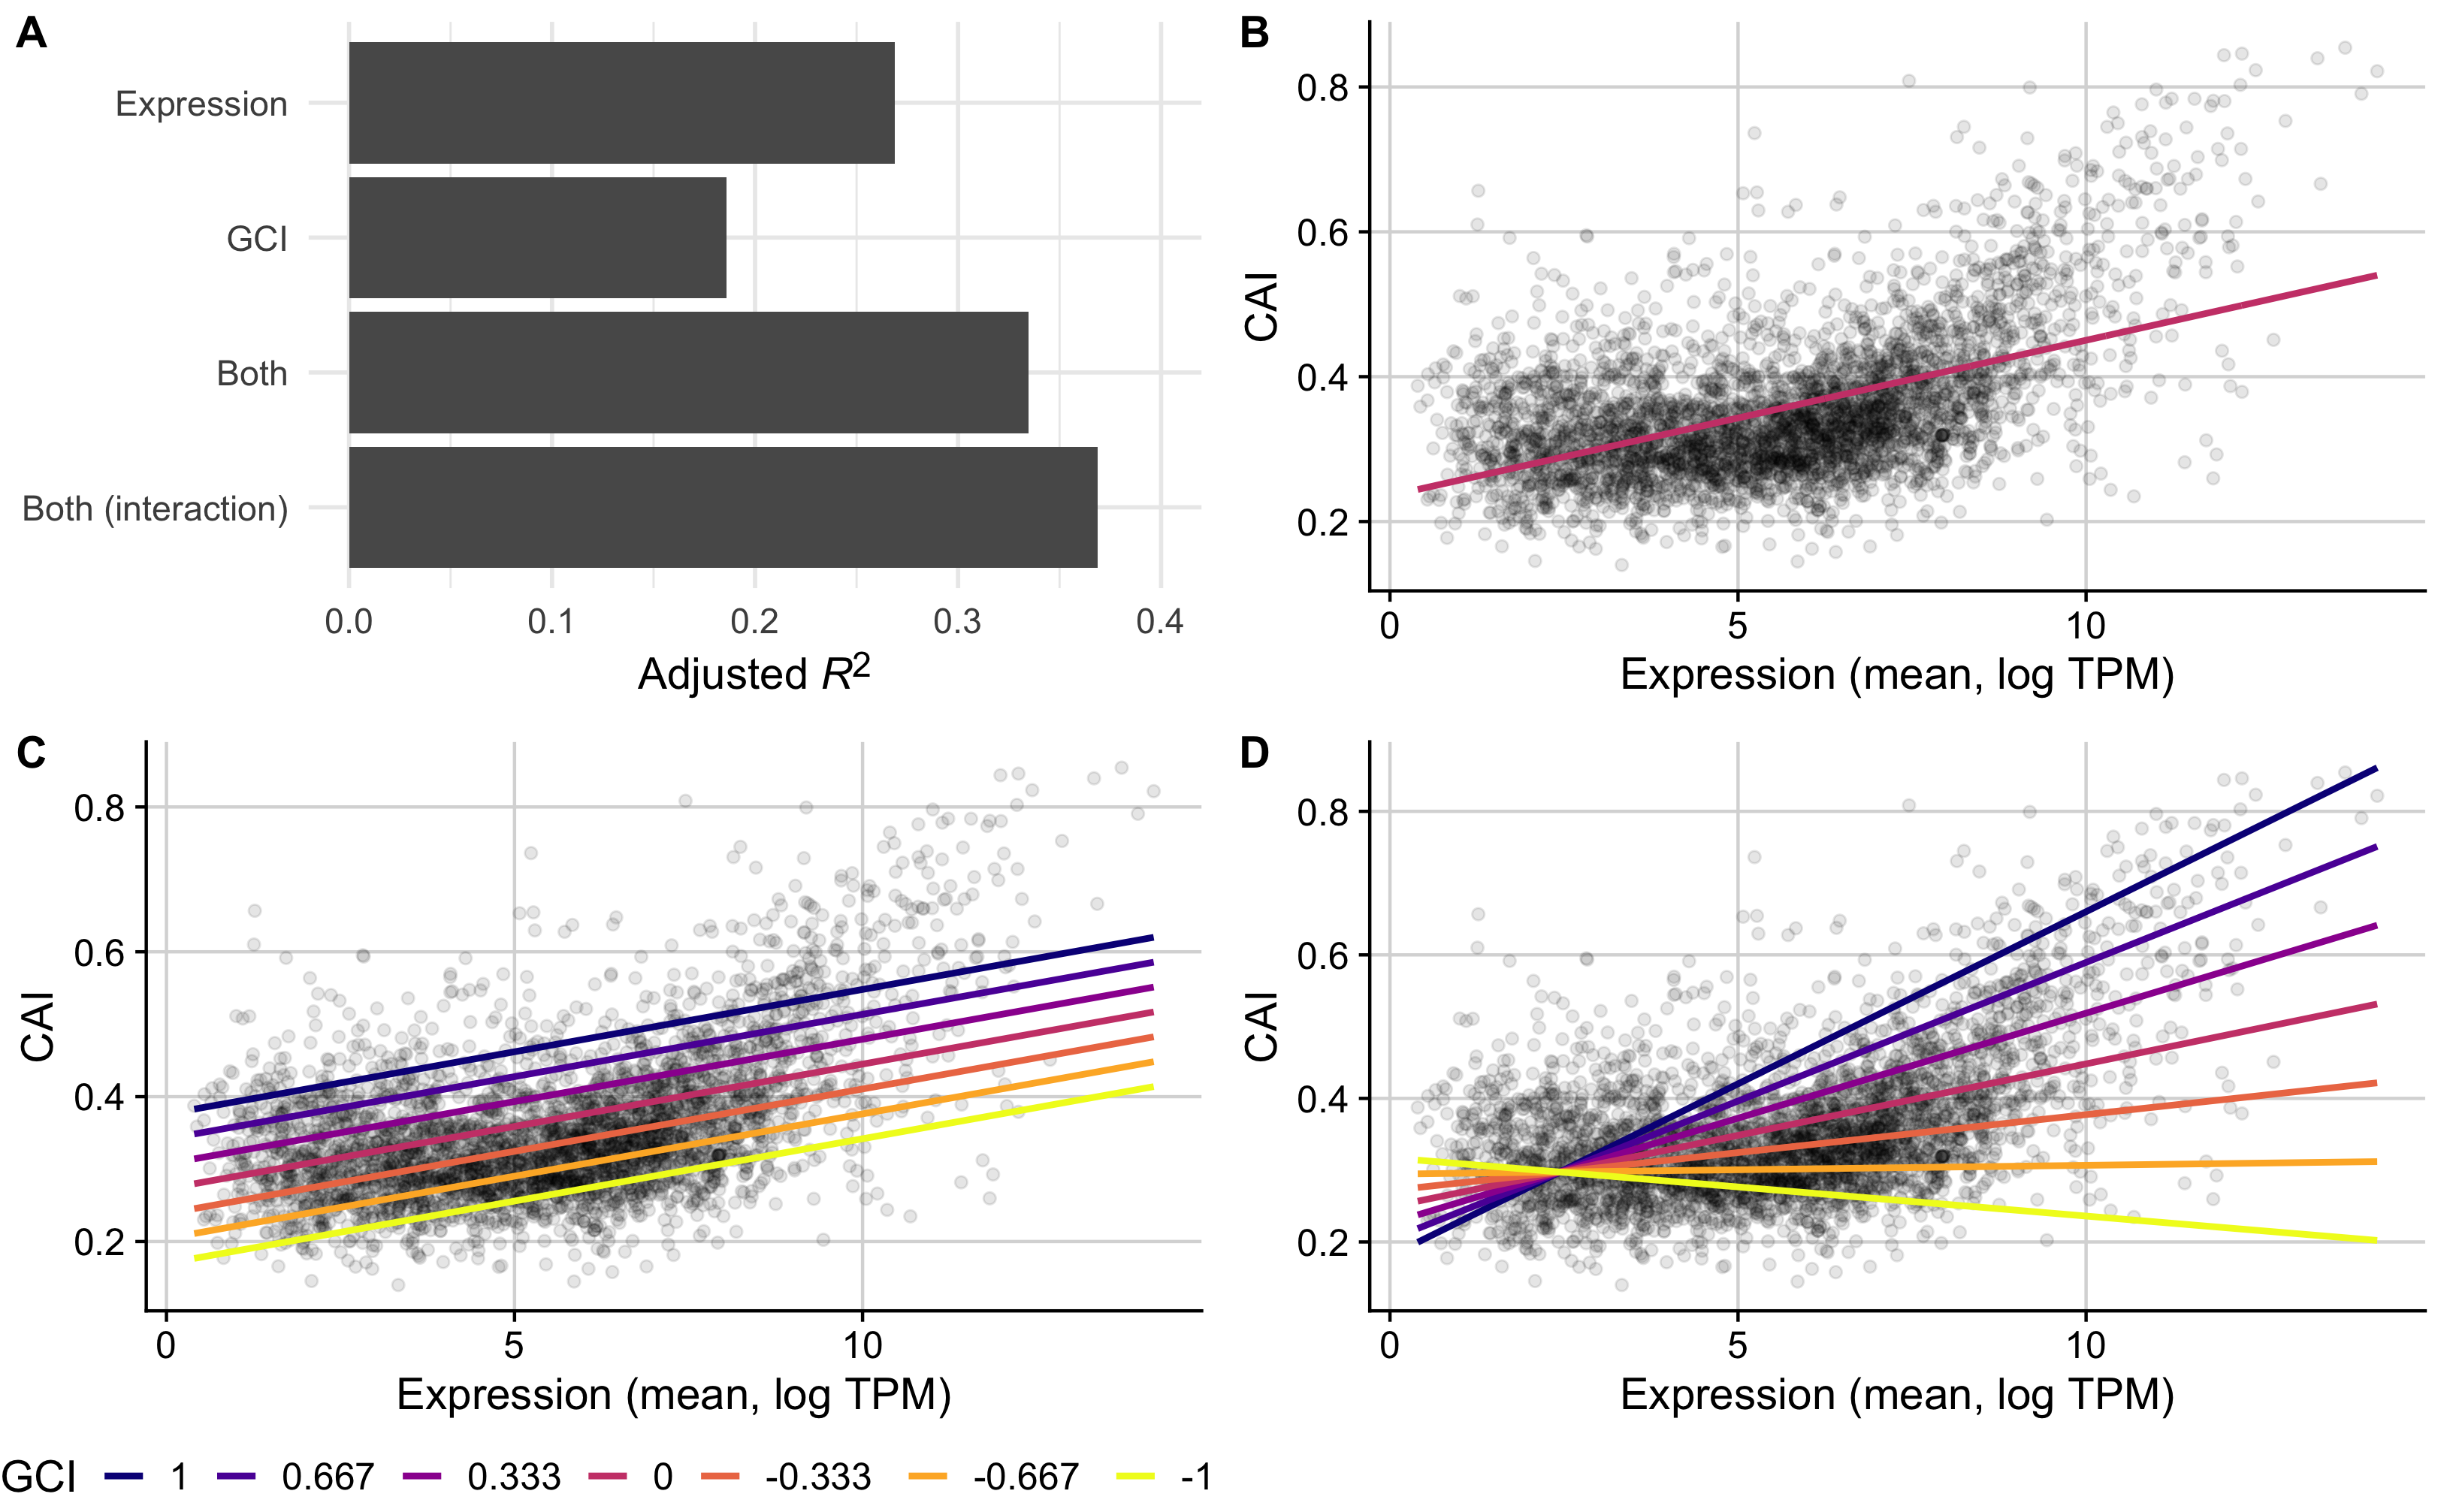 A
Expression
GCI
Both
Both (interaction)
0.0 0.1 0.2 0.3 0.4
Adjusted R2
B
CAI
0.8
0.6
0.4
0.2
0 5 10
Expression (mean, log TPM)
C
CAI
0.8
0.6
0.4
0.2
0 5 10
Expression (mean, log TPM)
D
CAI
0.8
0.6
0.4
0.2
0 5 10
Expression (mean, log TPM)
GCI 1 0.667 0.333 0 -0.333 -0.667 -1